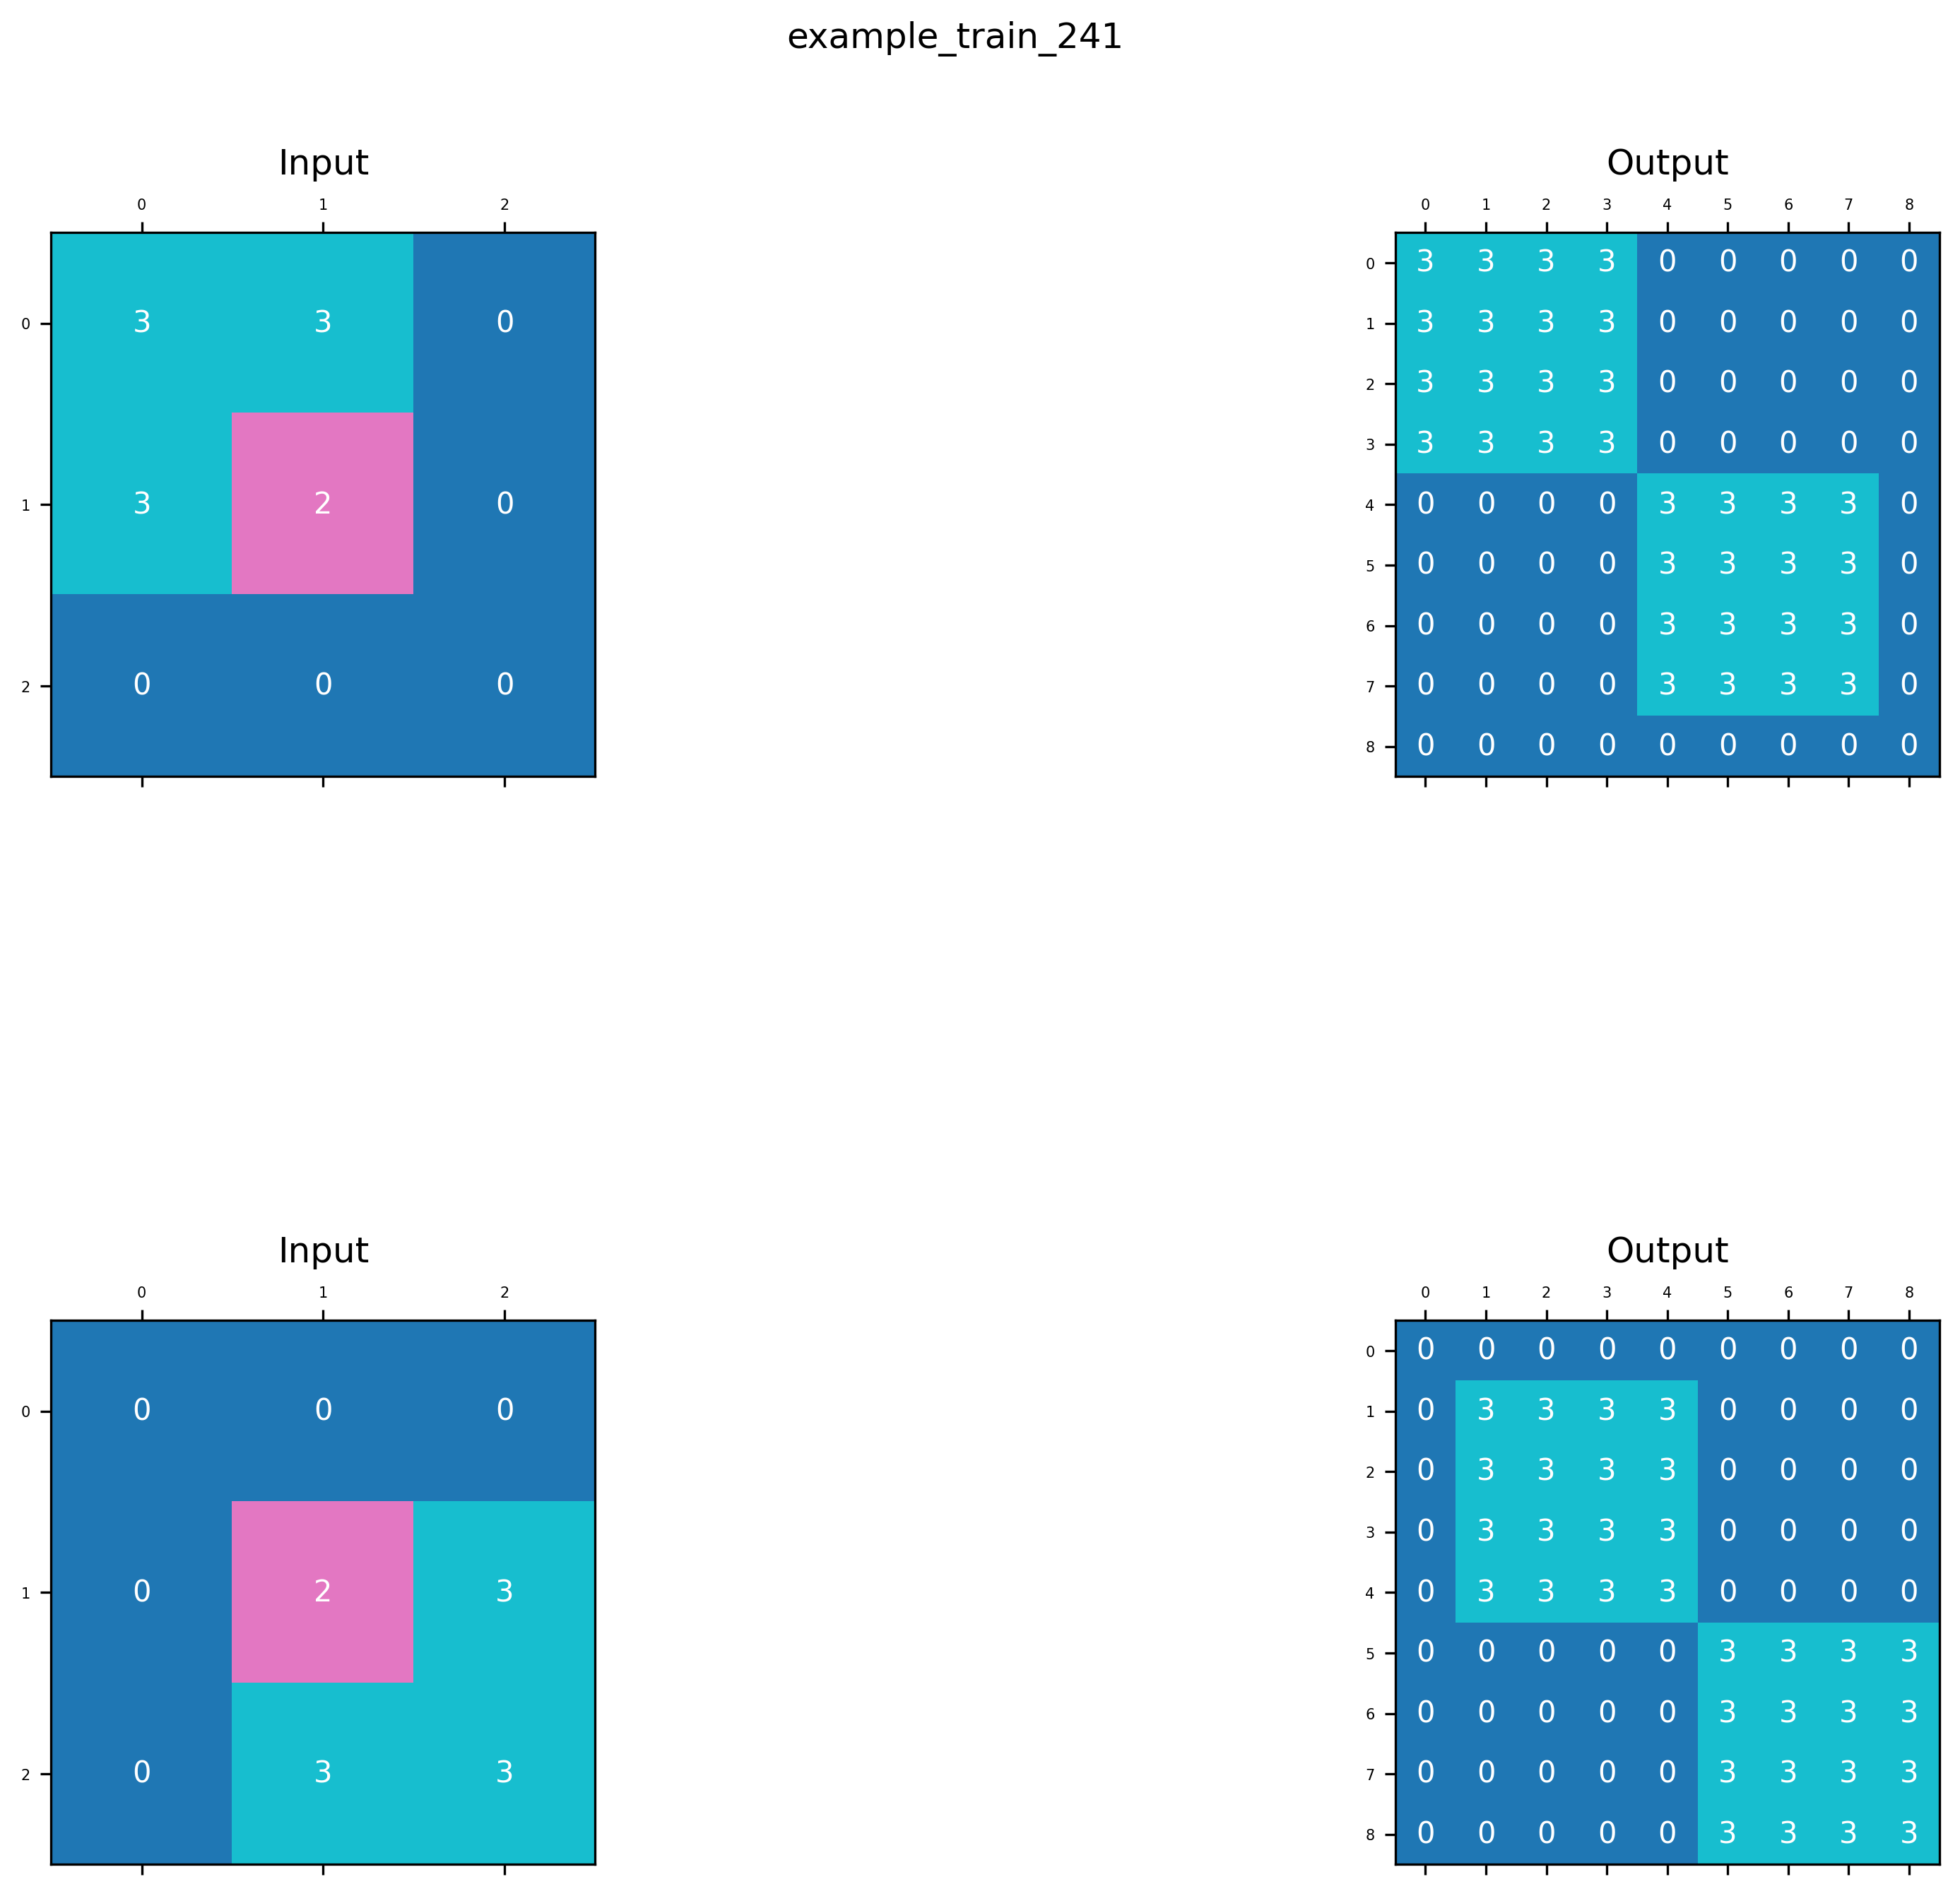 example_train_241
Input
0 1 2
0 3 3 0
1 3 2 0
2 0 0 0
Output
0 1 2 3 4 5 6 7 8
0 3 3 3 3 0 0 0 0 0
1 3 3 3 3 0 0 0 0 0
2 3 3 3 3 0 0 0 0 0
3 3 3 3 3 0 0 0 0 0
4 0 0 0 0 3 3 3 3 0
5 0 0 0 0 3 3 3 3 0
6 0 0 0 0 3 3 3 3 0
7 0 0 0 0 3 3 3 3 0
8 0 0 0 0 0 0 0 0 0
Input
0 1 2
0 0 0 0
1 0 2 3
2 0 3 3
Output
0 1 2 3 4 5 6 7 8
0 0 0 0 0 0 0 0 0 0
1 0 3 3 3 3 0 0 0 0
2 0 3 3 3 3 0 0 0 0
3 0 3 3 3 3 0 0 0 0
4 0 3 3 3 3 0 0 0 0
5 0 0 0 0 0 3 3 3 3
6 0 0 0 0 0 3 3 3 3
7 0 0 0 0 0 3 3 3 3
8 0 0 0 0 0 3 3 3 3